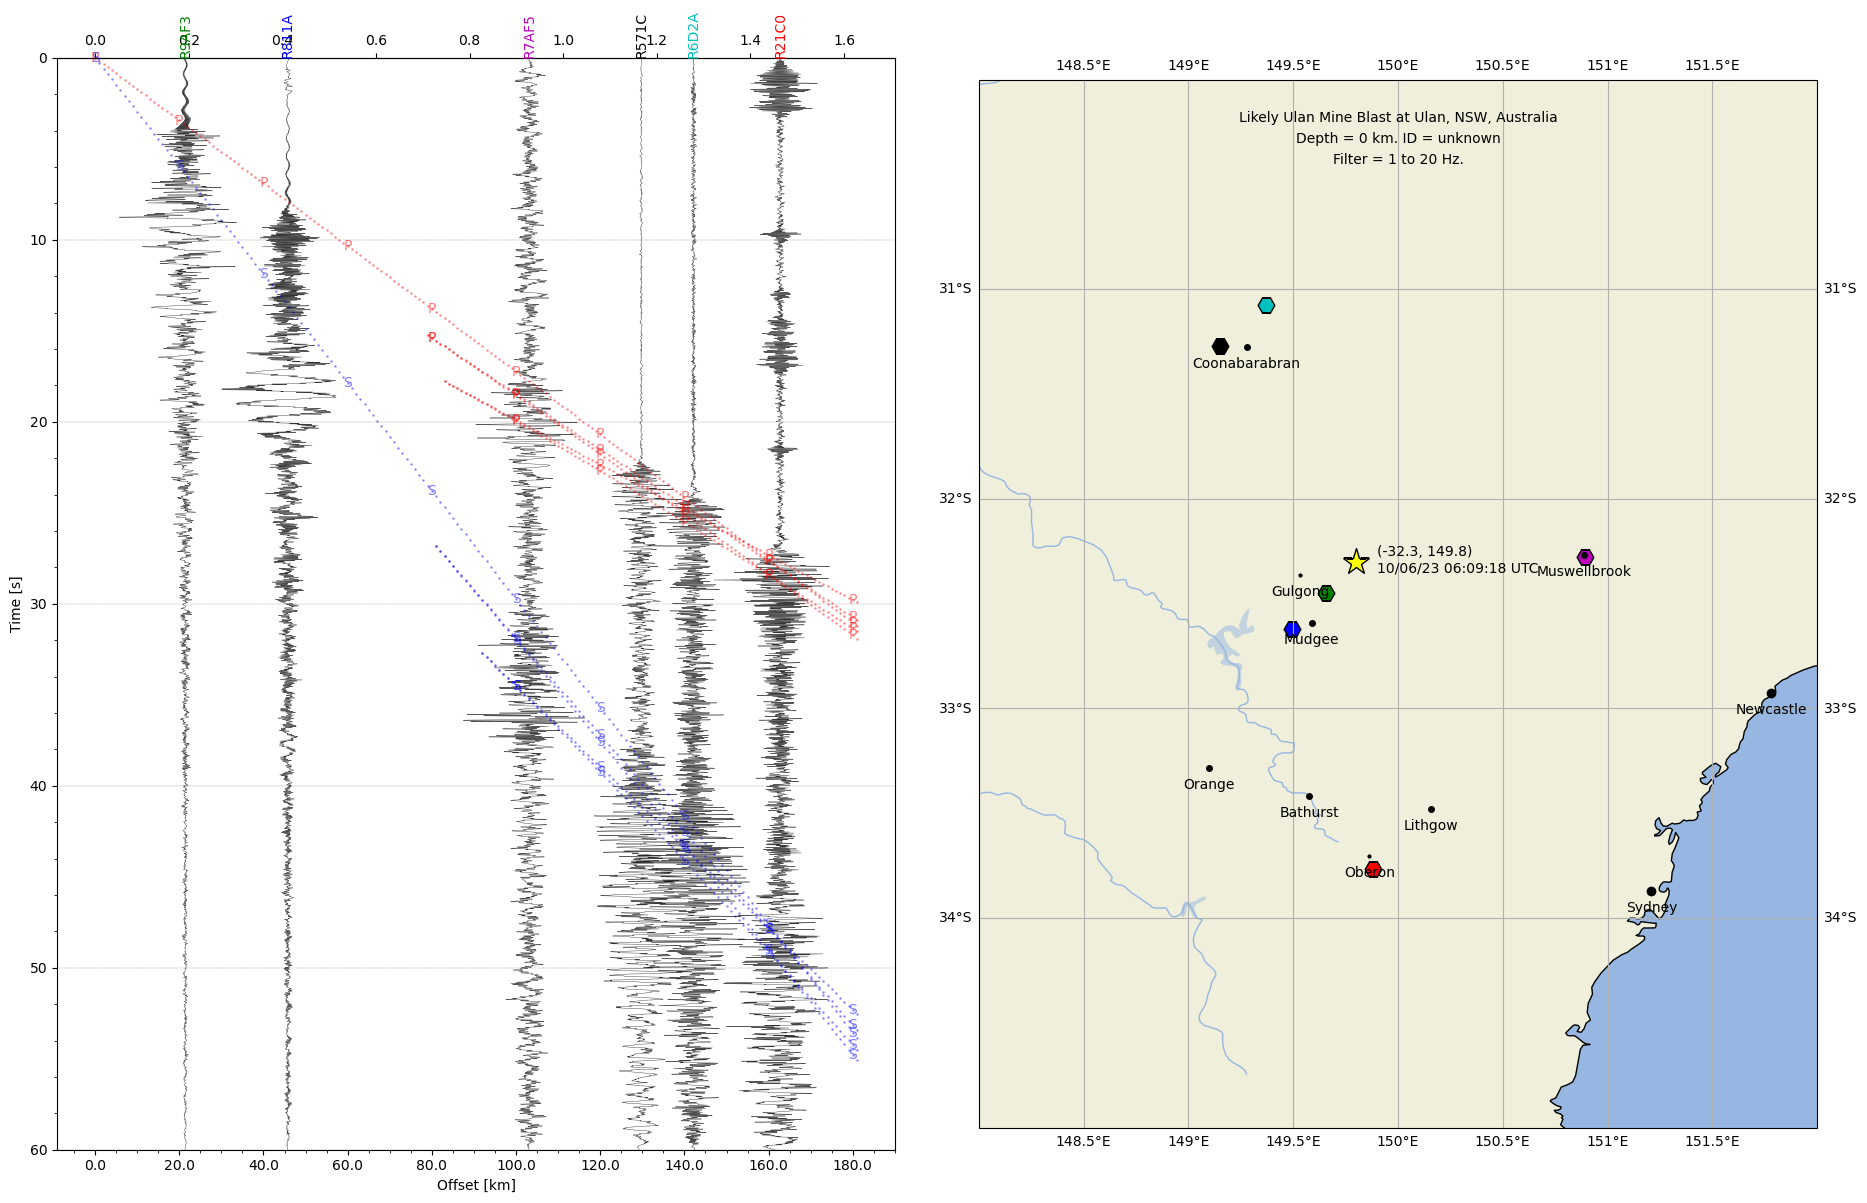 R9AF3 R811A R7AF5 R571C R6D2A R21C0
0.0 0.2 0.4 0.6 0.8 1.0 1.2 1.4 1.6
0
10
20
30
40
50
60
Time [s]
0.0 20.0 40.0 60.0 80.0 100.0 120.0 140.0 160.0 180.0
Offset [km]
P P P P P P P P P
S S S S S S S S S
148.5°E 149°E 149.5°E 150°E 150.5°E 151°E 151.5°E
Likely Ulan Mine Blast at Ulan, NSW, Australia
Depth = 0 km. ID = unknown
Filter = 1 to 20 Hz.
31°S 31°S
Coonabarabran
32°S 32°S
(-32.3, 149.8)
10/06/23 06:09:18 UTC
Muswellbrook
Gulgong
Mudgee
33°S 33°S
Newcastle
Orange
Bathurst
Lithgow
Oberon
Sydney
34°S 34°S
148.5°E 149°E 149.5°E 150°E 150.5°E 151°E 151.5°E